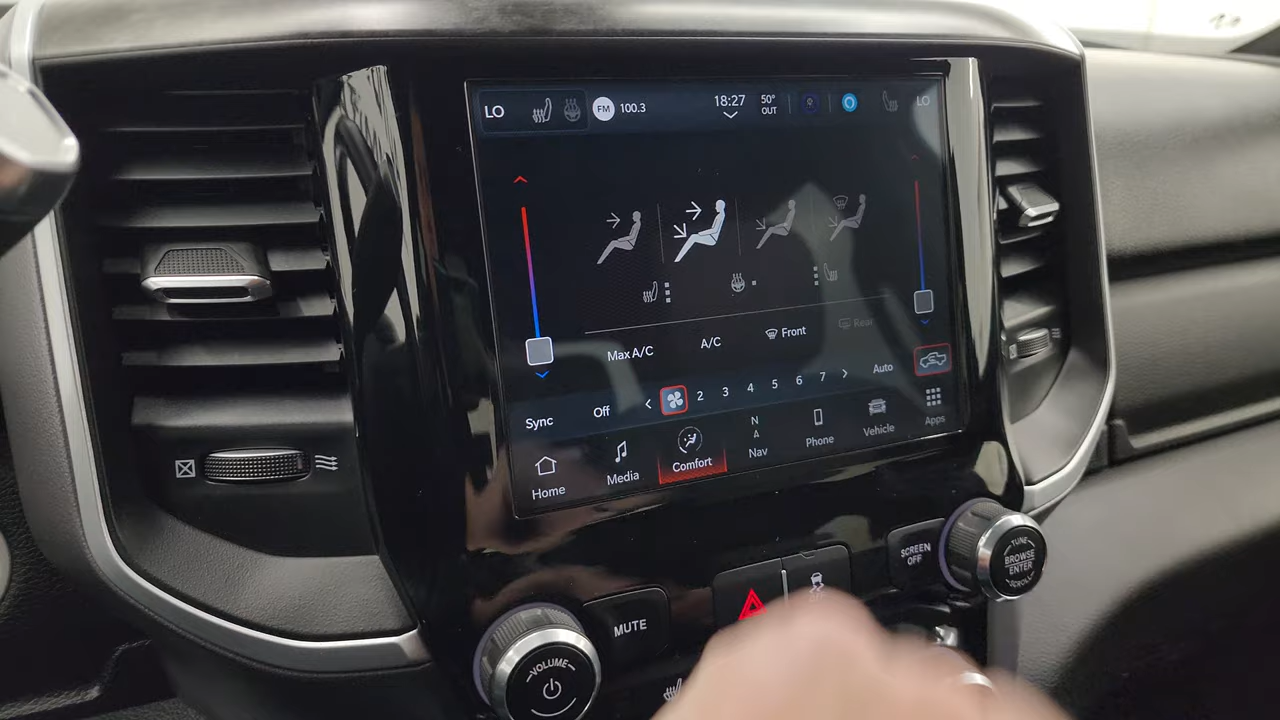 LO FM 100.3 18:27 50° OUT LO
Max A/C A/C Front Rear
Sync Off 2 3 4 5 6 7 Auto
Home Media Comfort N A Nav Phone Vehicle Apps
SCREEN OFF
TUNE
BROWSE
ENTER
SCROLL
MUTE
VOLUME